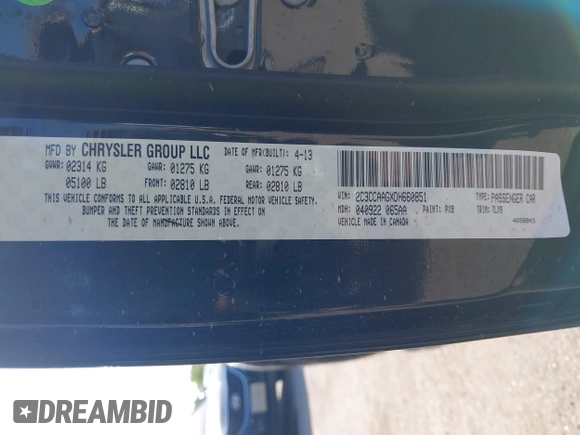 MFD BY CHRYSLER GROUP LLC DATE OF MFR(BUILT): 4-13
GVWR: 02314 KG GAWR: 01275 KG GAWR: 01275 KG
05100 LB FRONT: 02810 LB REAR: 02810 LB
THIS VEHICLE CONFORMS TO ALL APPLICABLE U.S.A. FEDERAL MOTOR VEHICLE SAFETY,
BUMPER AND THEFT PREVENTION STANDARDS IN EFFECT ON
THE DATE OF MANUFACTURE SHOWN ABOVE.
VIN: 2C3CCAAGXDH660851 TYPE: PASSENGER CAR
MDH: 040922 065AA PAINT: PX8 TRIM: TLX9
VEHICLE MADE IN CANADA 4658843
DREAMBID